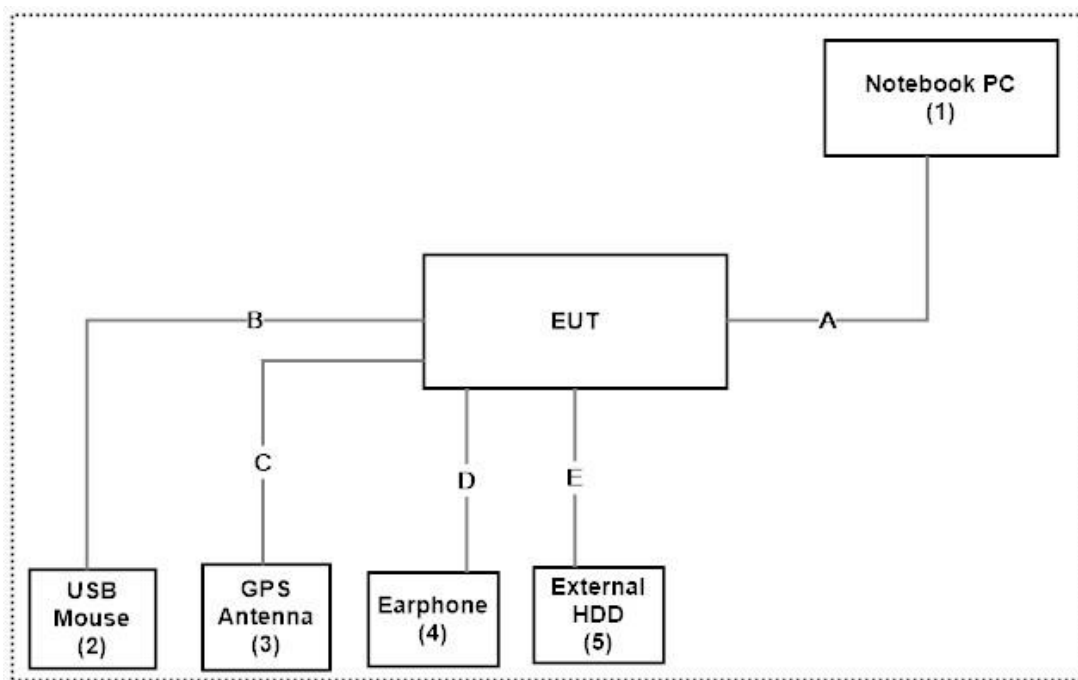 Notebook PC
(1)
EUT
A
B
C
D
E
USB
Mouse
(2)
GPS
Antenna
(3)
Earphone
(4)
External
HDD
(5)